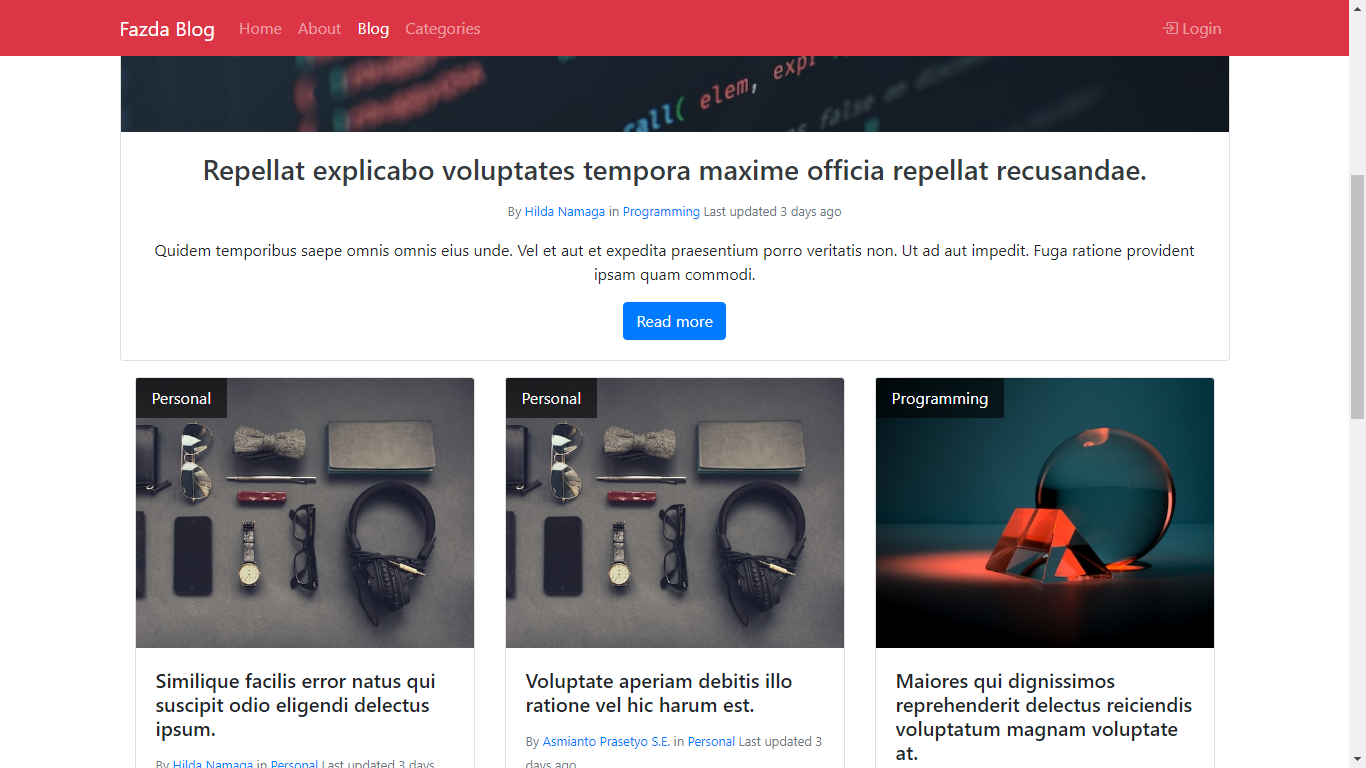 Fazda Blog Home About Blog Categories Login
elem, expr
call(
false on
Repellat explicabo voluptates tempora maxime officia repellat recusandae.
By Hilda Namaga in Programming Last updated 3 days ago
Quidem temporibus saepe omnis omnis eius unde. Vel et aut et expedita praesentium porro veritatis non. Ut ad aut impedit. Fuga ratione provident
ipsam quam commodi.
Read more
Personal
Personal
Programming
Similique facilis error natus qui
suscipit odio eligendi delectus
ipsum.
By Hilda Namaga in Personal Last updated 3 days
Voluptate aperiam debitis illo
ratione vel hic harum est.
By Asmianto Prasetyo S.E. in Personal Last updated 3
days ago
Maiores qui dignissimos
reprehenderit delectus reiciendis
voluptatum magnam voluptate
at.